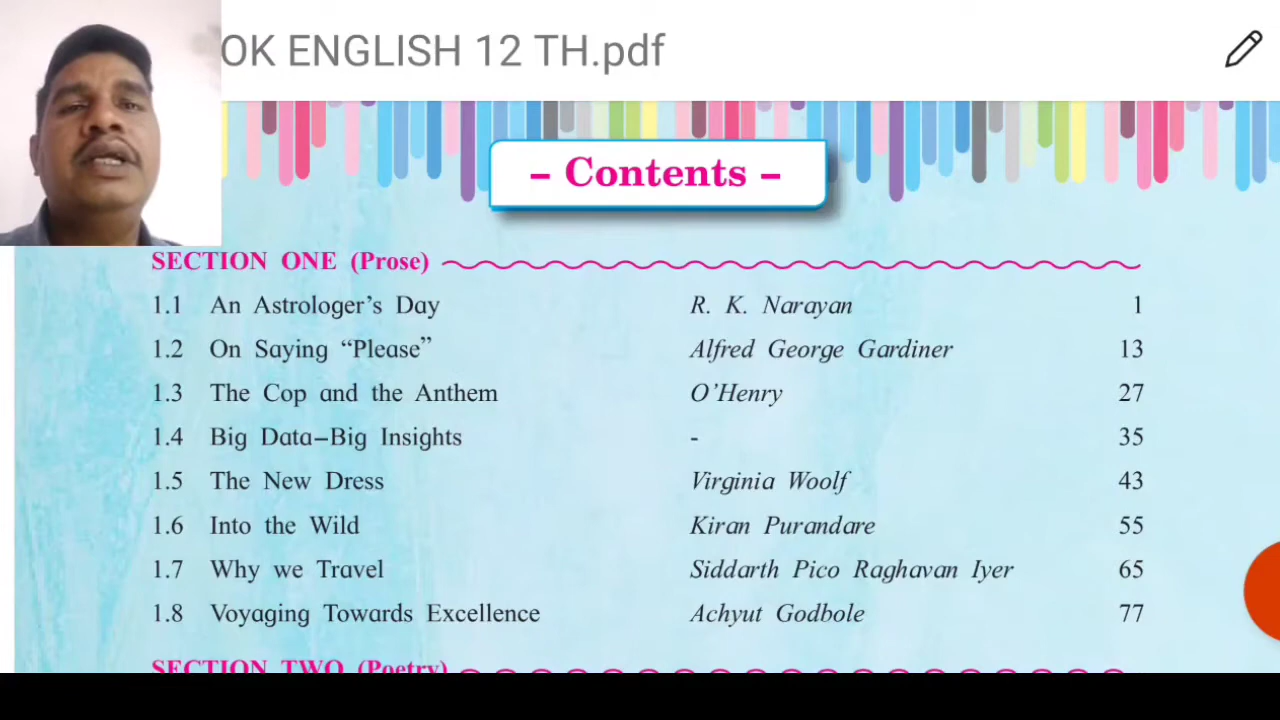 OK ENGLISH 12 TH.pdf
– Contents –
SECTION ONE (Prose)
1.1 An Astrologer’s Day R. K. Narayan 1
1.2 On Saying “Please” Alfred George Gardiner 13
1.3 The Cop and the Anthem O’Henry 27
1.4 Big Data–Big Insights - 35
1.5 The New Dress Virginia Woolf 43
1.6 Into the Wild Kiran Purandare 55
1.7 Why we Travel Siddarth Pico Raghavan Iyer 65
1.8 Voyaging Towards Excellence Achyut Godbole 77
SECTION TWO (Poetry)